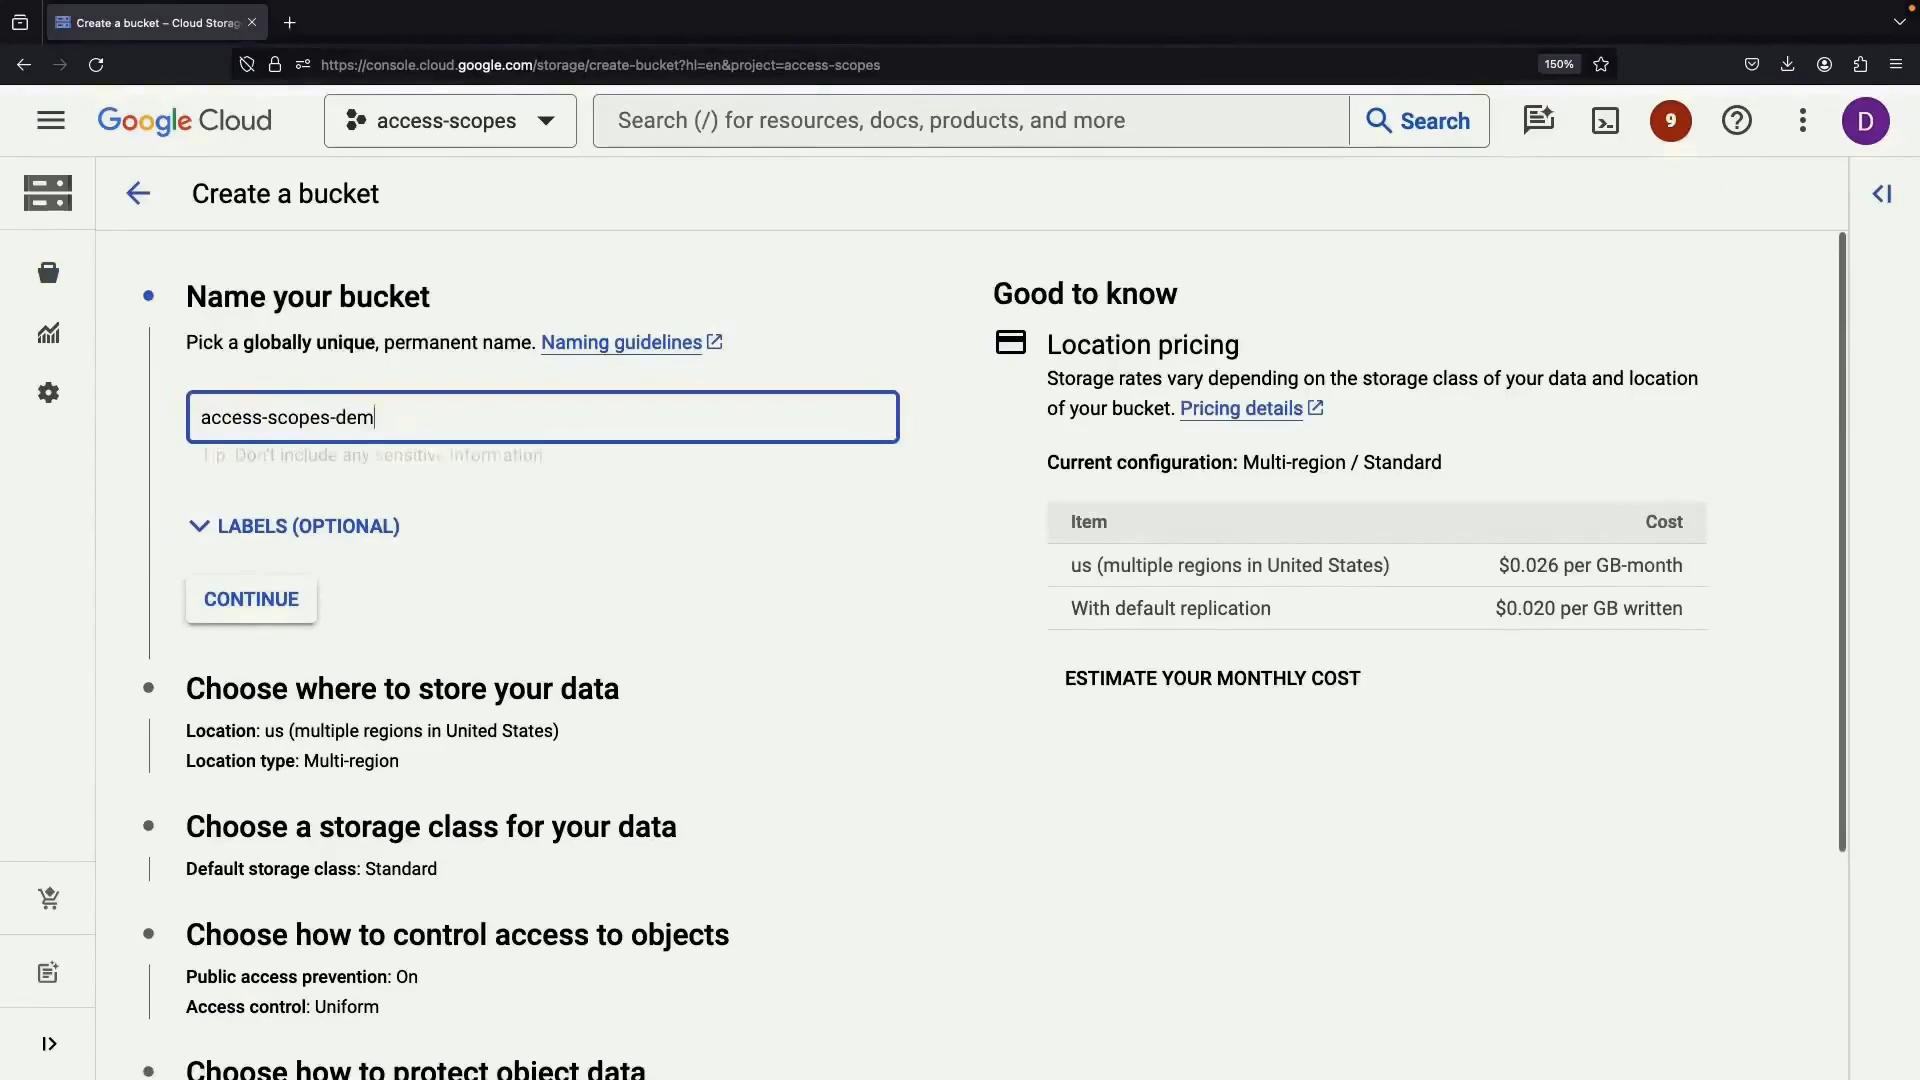 Create a bucket – Cloud Storag
https://console.cloud.google.com/storage/create-bucket?hl=en&project=access-scopes
150%
Google Cloud
access-scopes
Search (/) for resources, docs, products, and more
Search
9
D
Create a bucket
Name your bucket
Pick a globally unique, permanent name. Naming guidelines
access-scopes-dem
Tip: Don't include any sensitive information
LABELS (OPTIONAL)
CONTINUE
Choose where to store your data
Location: us (multiple regions in United States)
Location type: Multi-region
Choose a storage class for your data
Default storage class: Standard
Choose how to control access to objects
Public access prevention: On
Access control: Uniform
Choose how to protect object data
Good to know
Location pricing
Storage rates vary depending on the storage class of your data and location
of your bucket. Pricing details
Current configuration: Multi-region / Standard
Item Cost
us (multiple regions in United States) $0.026 per GB-month
With default replication $0.020 per GB written
ESTIMATE YOUR MONTHLY COST